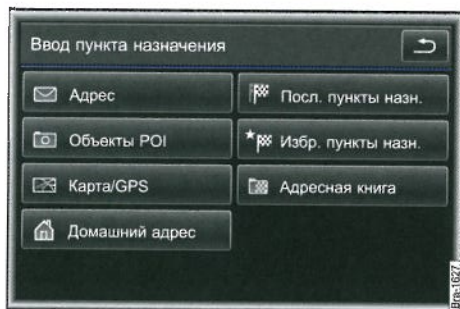 Ввод пункта назначения
Адрес
Посл. пункты назн.
Объекты POI
Избр. пункты назн.
Карта/GPS
Адресная книга
Домашний адрес
Bra-1627